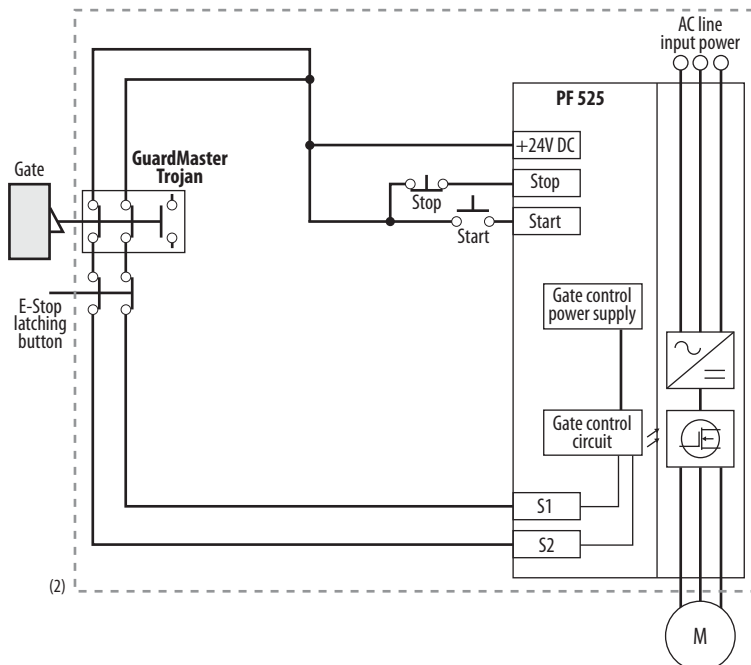 AC line
input power
PF 525
+24V DC
GuardMaster
Trojan
Gate
Stop
Stop
Start
Start
Gate control
power supply
E-Stop
latching
button
Gate control
circuit
S1
S2
(2)
M